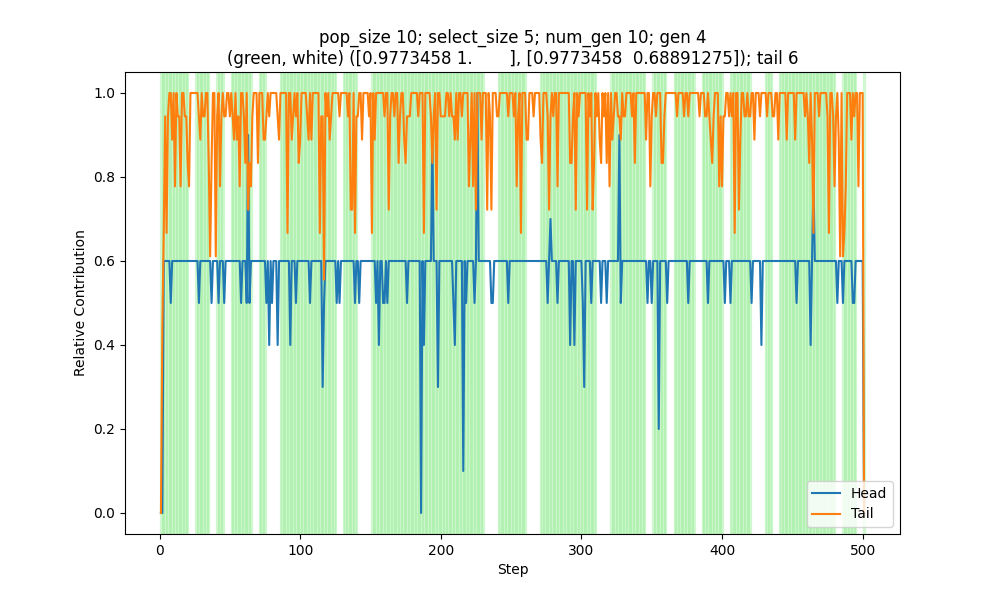 pop_size 10; select_size 5; num_gen 10; gen 4
(green, white) ([0.9773458 1.       ], [0.9773458  0.68891275]); tail 6
Relative Contribution
1.0
0.8
0.6
0.4
0.2
0.0
Head
Tail
0
100
200
300
400
500
Step